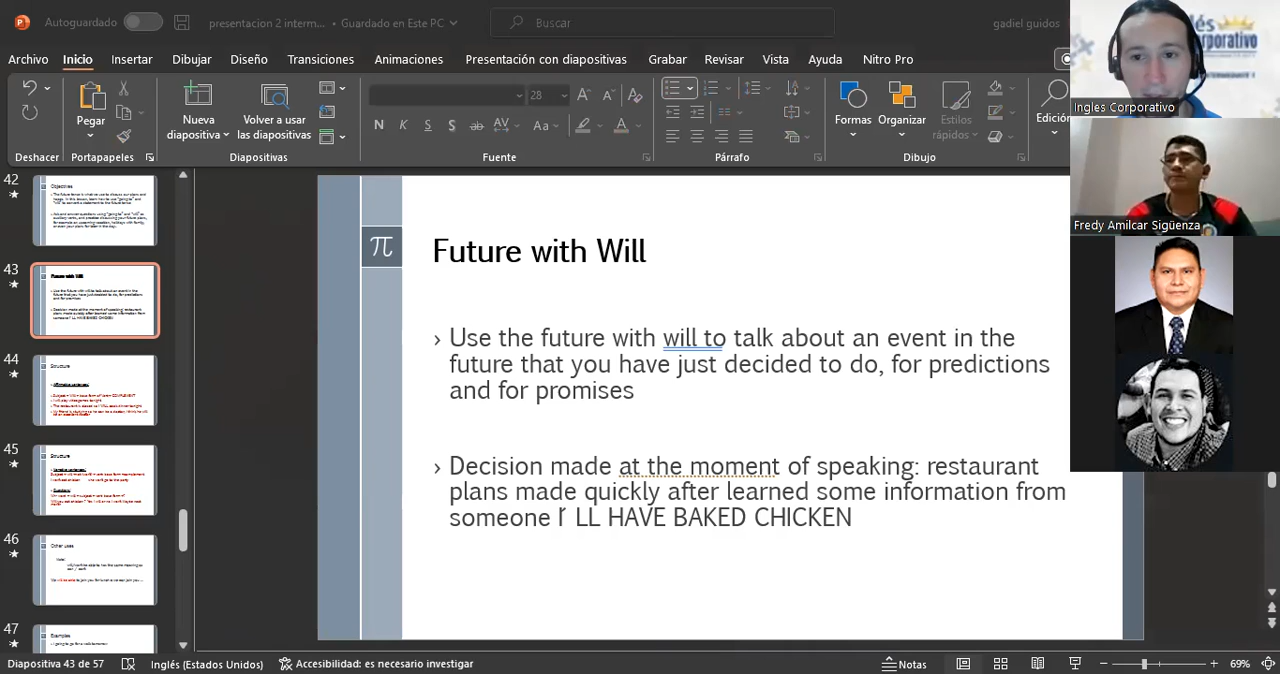 Autoguardado
presentacion 2 interm... • Guardado en Este PC
Buscar
gadiel guidos
Archivo Inicio Insertar Dibujar Diseño Transiciones Animaciones Presentación con diapositivas Grabar Revisar Vista Ayuda Nitro Pro
Pegar
Nueva
diapositiva
Volver a usar
las diapositivas
28
N K S S ab AV Aa A
Formas
Organizar
Estilos
rápidos
Edición
Deshacer Portapapeles Diapositivas Fuente Párrafo Dibujo
Ingles Corporativo
Fredy Amilcar Sigüenza
42
Objectives
43
Future with Will
44
Structure
45
Structure
46
Other uses
47
Examples
π
Future with Will
› Use the future with will to talk about an event in the
future that you have just decided to do, for predictions
and for promises
› Decision made at the moment of speaking: restaurant
plans made quickly after learned some information from
someone I´ LL HAVE BAKED CHICKEN
Diapositiva 43 de 57 Inglés (Estados Unidos) Accesibilidad: es necesario investigar Notas 69%